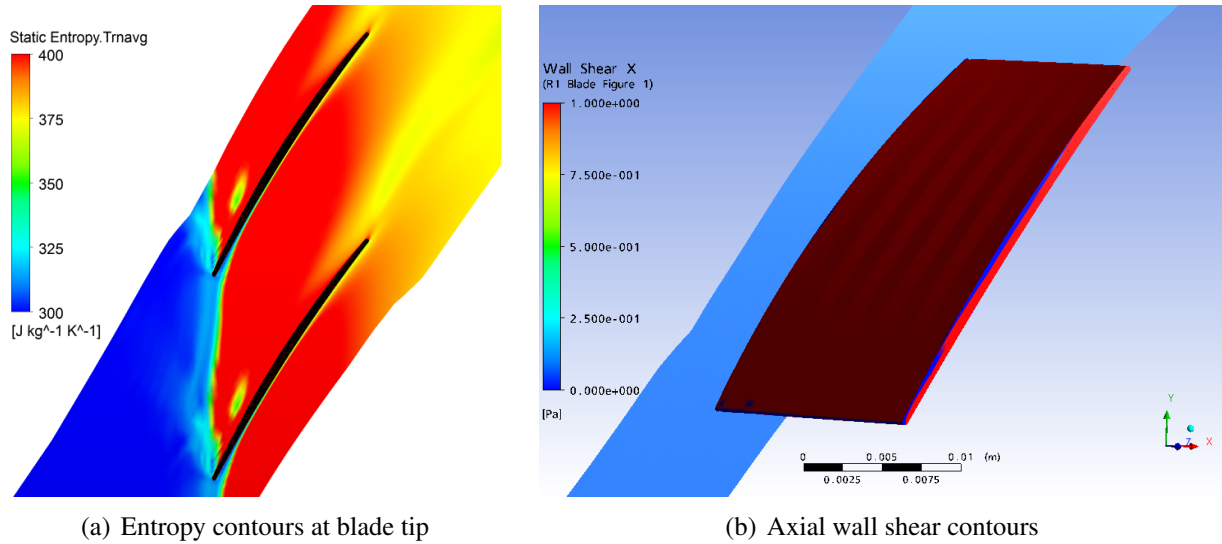 Static Entropy.Trnavg
400
375
350
325
300
[J kg^-1 K^-1]
Wall Shear X
(R1 Blade Figure 1)
1.000e+000
7.500e-001
5.000e-001
2.500e-001
0.000e+000
[Pa]
0 0.005 0.01 (m)
0.0025 0.0075
Y
Z X
(a) Entropy contours at blade tip
(b) Axial wall shear contours